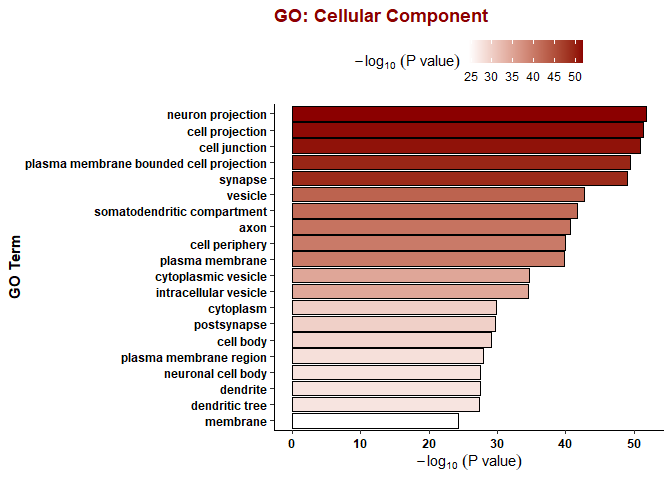 GO: Cellular Component
−log10 (P value)
25 30 35 40 45 50
GO Term
neuron projection
cell projection
cell junction
plasma membrane bounded cell projection
synapse
vesicle
somatodendritic compartment
axon
cell periphery
plasma membrane
cytoplasmic vesicle
intracellular vesicle
cytoplasm
postsynapse
cell body
plasma membrane region
neuronal cell body
dendrite
dendritic tree
membrane
0 10 20 30 40 50
−log10 (P value)